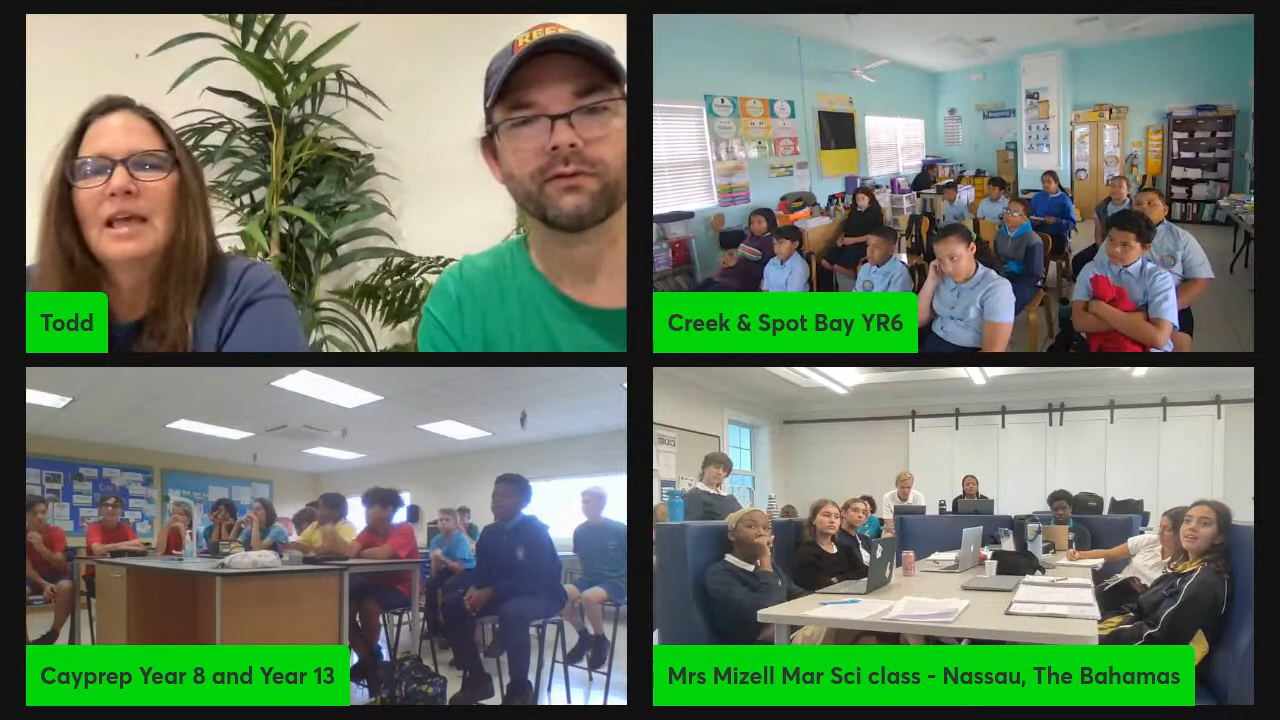 REEF
Todd
Creek & Spot Bay YR6
Cayprep Year 8 and Year 13
Mrs Mizell Mar Sci class - Nassau, The Bahamas